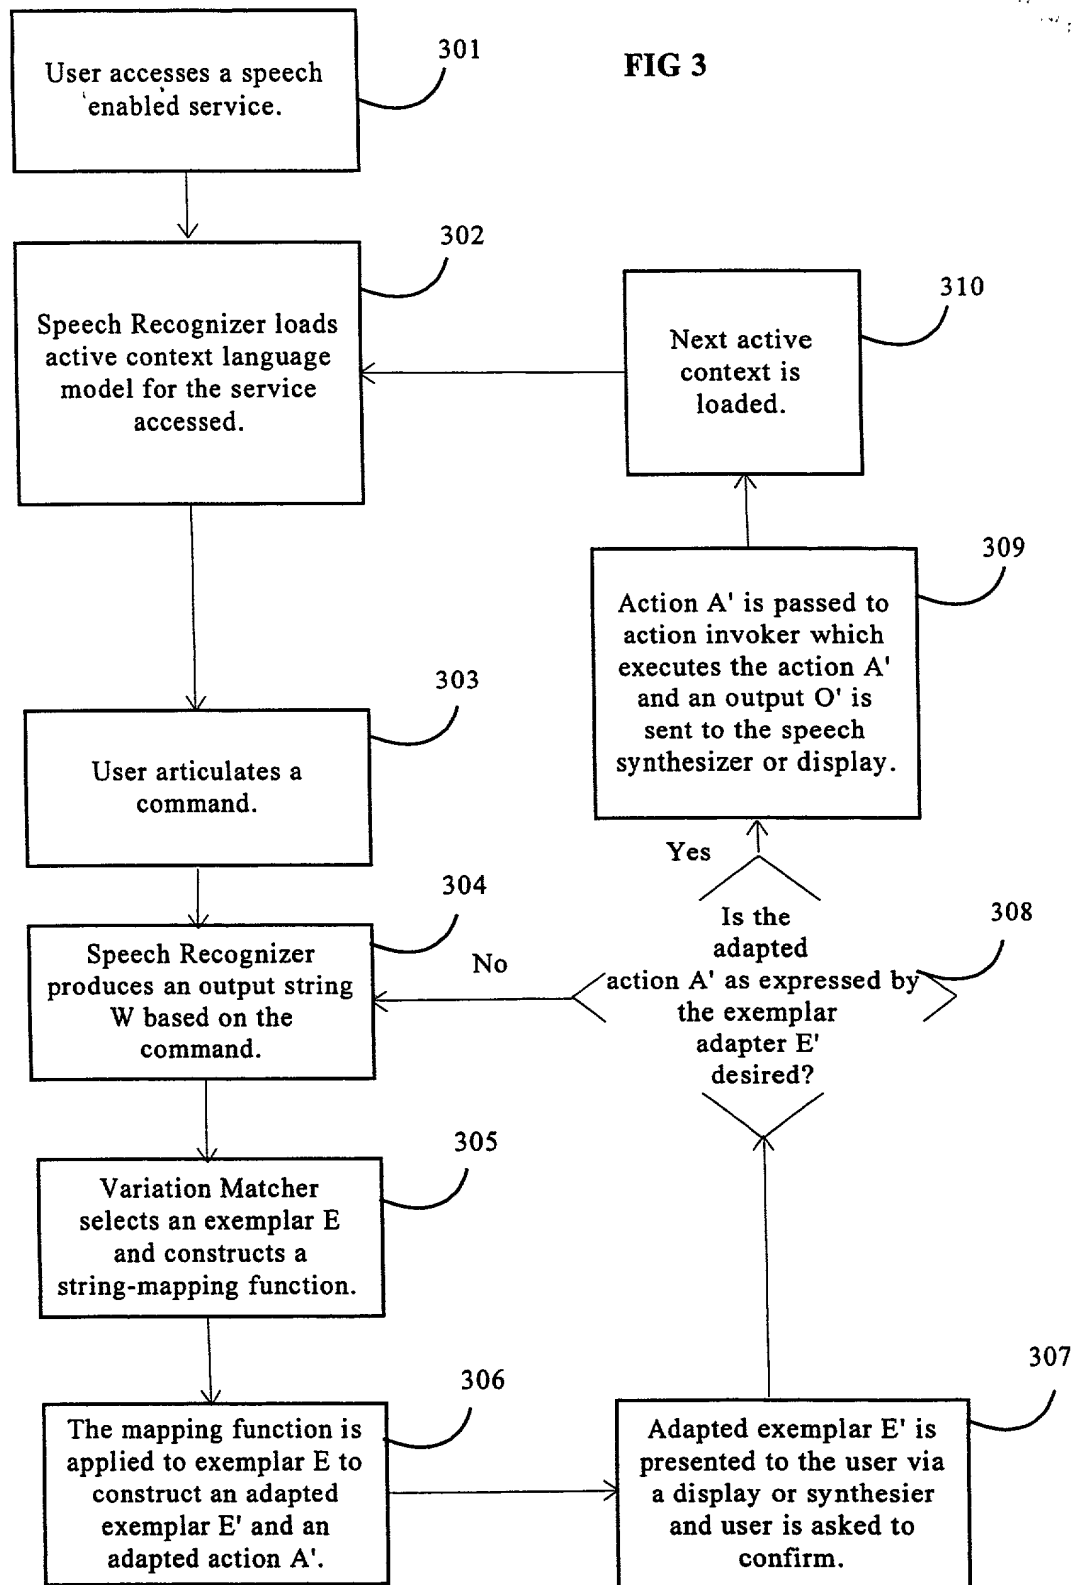 FIG 3
User accesses a speech
enabled service.
301
Speech Recognizer loads
active context language
model for the service
accessed.
302
User articulates a
command.
303
Speech Recognizer
produces an output string
W based on the
command.
304
Variation Matcher
selects an exemplar E
and constructs a
string-mapping function.
305
The mapping function is
applied to exemplar E to
construct an adapted
exemplar E' and an
adapted action A'.
306
Adapted exemplar E' is
presented to the user via
a display or synthesier
and user is asked to
confirm.
307
Is the
adapted
action A' as expressed by
the exemplar
adapter E'
desired?
308
No
Yes
Action A' is passed to
action invoker which
executes the action A'
and an output O' is
sent to the speech
synthesizer or display.
309
Next active
context is
loaded.
310